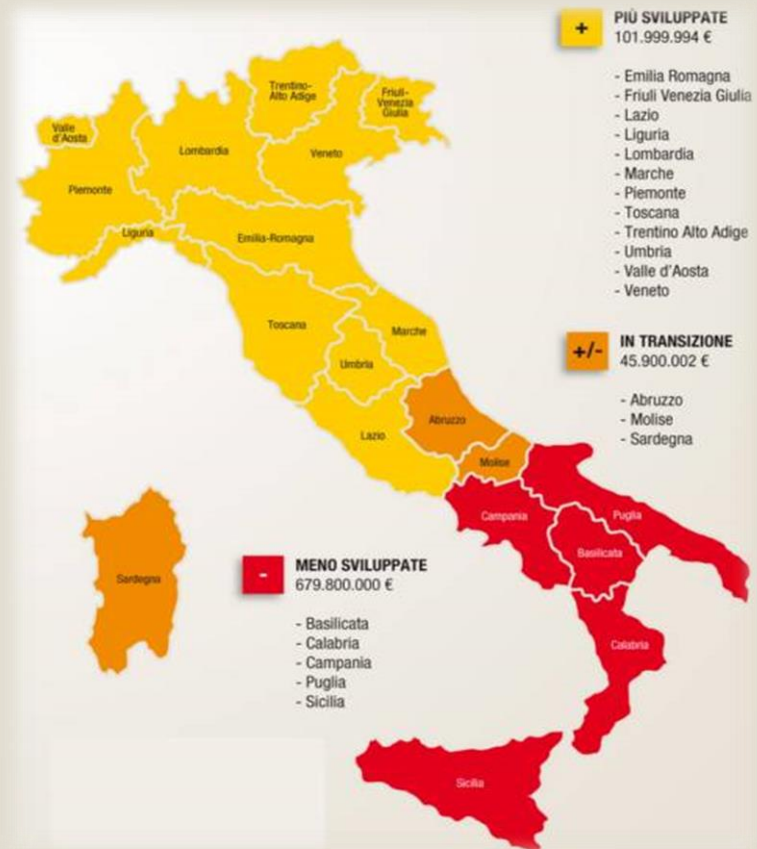 +
PIÙ SVILUPPATE
101.999.994 €
- Emilia Romagna
- Friuli Venezia Giulia
- Lazio
- Liguria
- Lombardia
- Marche
- Piemonte
- Toscana
- Trentino Alto Adige
- Umbria
- Valle d'Aosta
- Veneto
+/-
IN TRANSIZIONE
45.900.002 €
- Abruzzo
- Molise
- Sardegna
-
MENO SVILUPPATE
679.800.000 €
- Basilicata
- Calabria
- Campania
- Puglia
- Sicilia
Trentino-
Alto Adige
Friuli-
Venezia
Giulia
Valle
d'Aosta
Lombardia
Veneto
Piemonte
Liguria
Emilia-Romagna
Toscana
Marche
Umbria
Lazio
Abruzzo
Molise
Campania
Puglia
Basilicata
Sardegna
Calabria
Sicilia